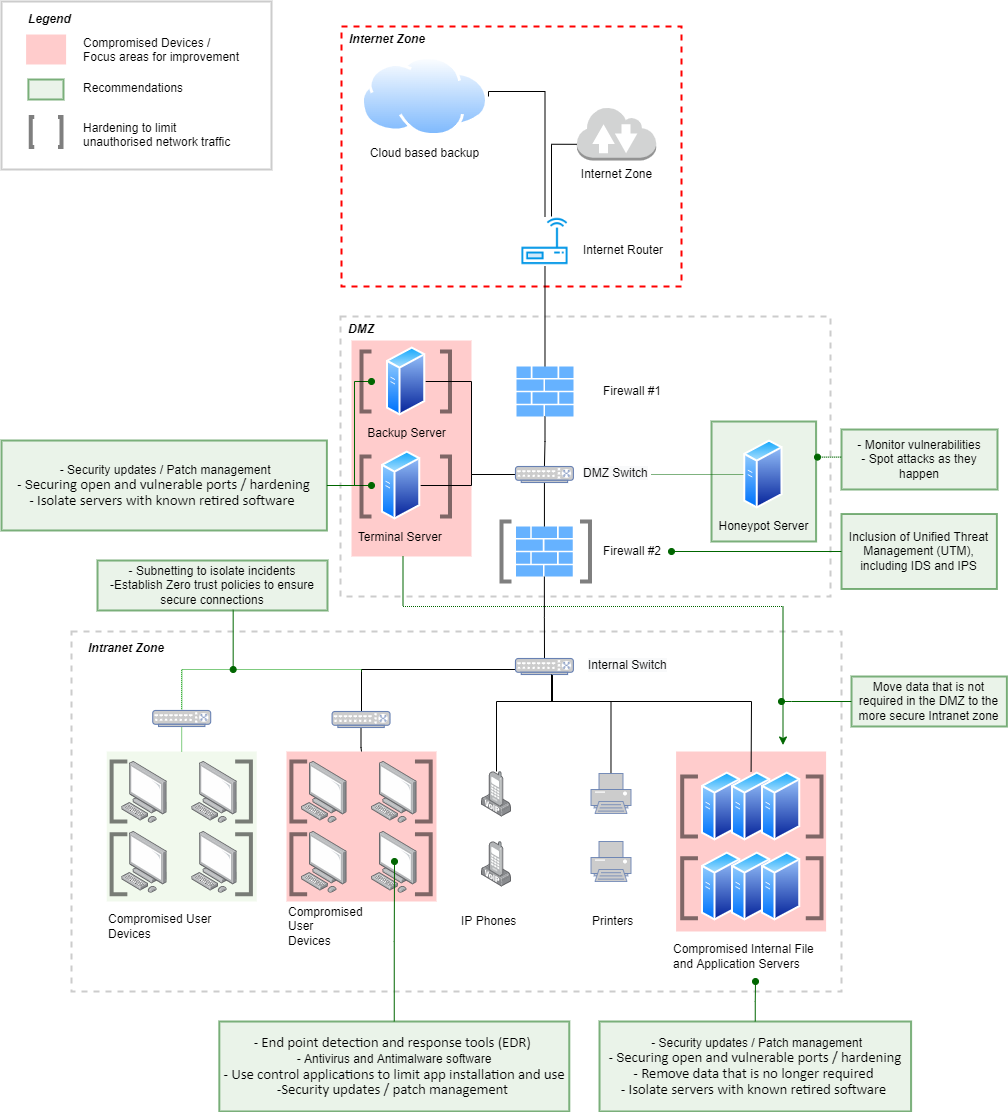 Legend
Compromised Devices /
Focus areas for improvement
Recommendations
Hardening to limit
unauthorised network traffic
Internet Zone
Cloud based backup
Internet Zone
Internet Router
DMZ
Backup Server
Firewall #1
- Security updates / Patch management
- Securing open and vulnerable ports / hardening
- Isolate servers with known retired software
Terminal Server
DMZ Switch
Honeypot Server
- Monitor vulnerabilities
- Spot attacks as they
happen
Firewall #2
Inclusion of Unified Threat
Management (UTM),
including IDS and IPS
- Subnetting to isolate incidents
-Establish Zero trust policies to ensure
secure connections
Intranet Zone
Internal Switch
Move data that is not
required in the DMZ to the
more secure Intranet zone
VoIP
VoIP
Compromised User
Devices
Compromised
User
Devices
IP Phones
Printers
Compromised Internal File
and Application Servers
- End point detection and response tools (EDR)
- Antivirus and Antimalware software
- Use control applications to limit app installation and use
-Security updates / patch management
- Security updates / Patch management
- Securing open and vulnerable ports / hardening
- Remove data that is no longer required
- Isolate servers with known retired software